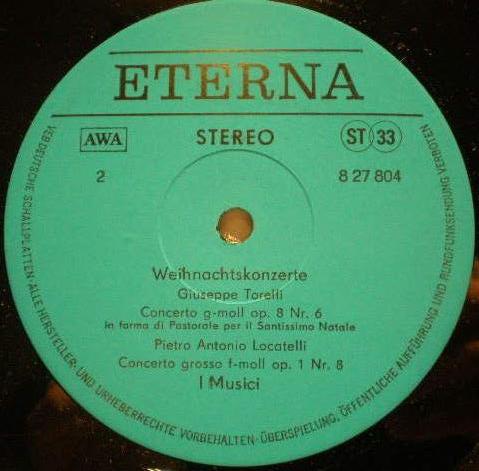 ETERNA
AWA
STEREO
ST 33
2
8 27 804
Weihnachtskonzerte
Giuseppe Torelli
Concerto g-moll op. 8 Nr. 6
in forma di Pastorale per il Santissimo Natale
Pietro Antonio Locatelli
Concerto grosso f-moll op. 1 Nr. 8
I Musici
VEB DEUTSCHE SCHALLPLATTEN · ALLE HERSTELLER- UND URHEBERRECHTE VORBEHALTEN · ÜBERSPIELUNG, ÖFFENTLICHE AUFFÜHRUNG UND RUNDFUNKSENDUNG VERBOTEN